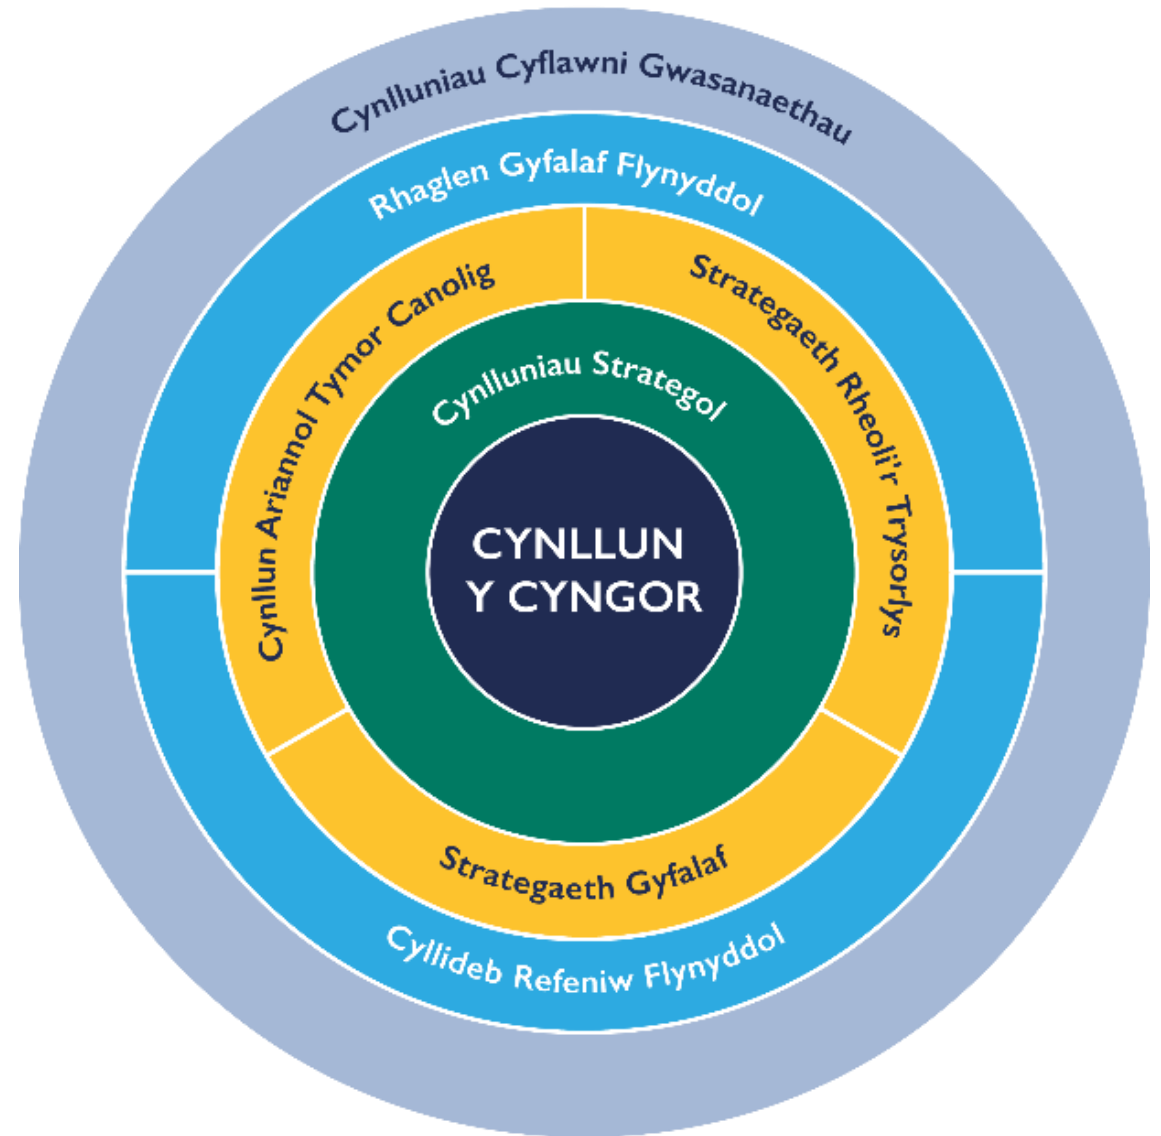 Cynlluniau Cyflawni Gwasanaethau
Rhaglen Gyfalaf Flynyddol
Cynllun Ariannol Tymor Canolig
Strategaeth Rheoli'r Trysorlys
Cynlluniau Strategol
CYNLLUN
Y CYNGOR
Strategaeth Gyfalaf
Cyllideb Refeniw Flynyddol